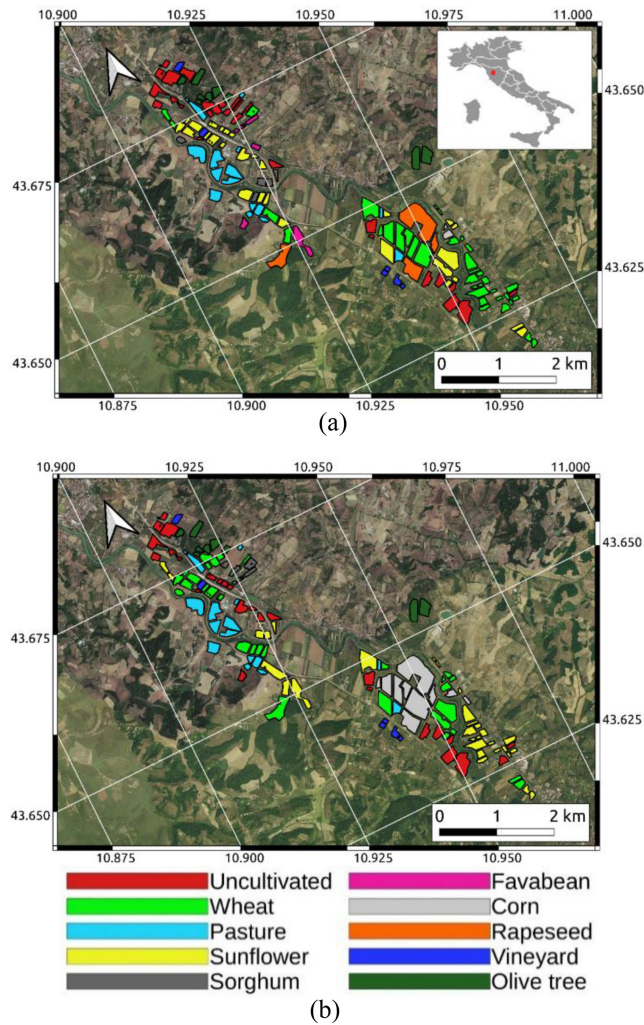 10.900 10.925 10.950 10.975 11.000
43.650
43.675
43.625
43.650
0 1 2 km
10.875 10.900 10.925 10.950
(a)
10.900 10.925 10.950 10.975 11.000
43.650
43.675
43.625
43.650
0 1 2 km
10.875 10.900 10.925 10.950
Uncultivated Favabean
Wheat Corn
Pasture Rapeseed
Sunflower Vineyard
Sorghum Olive tree
(b)